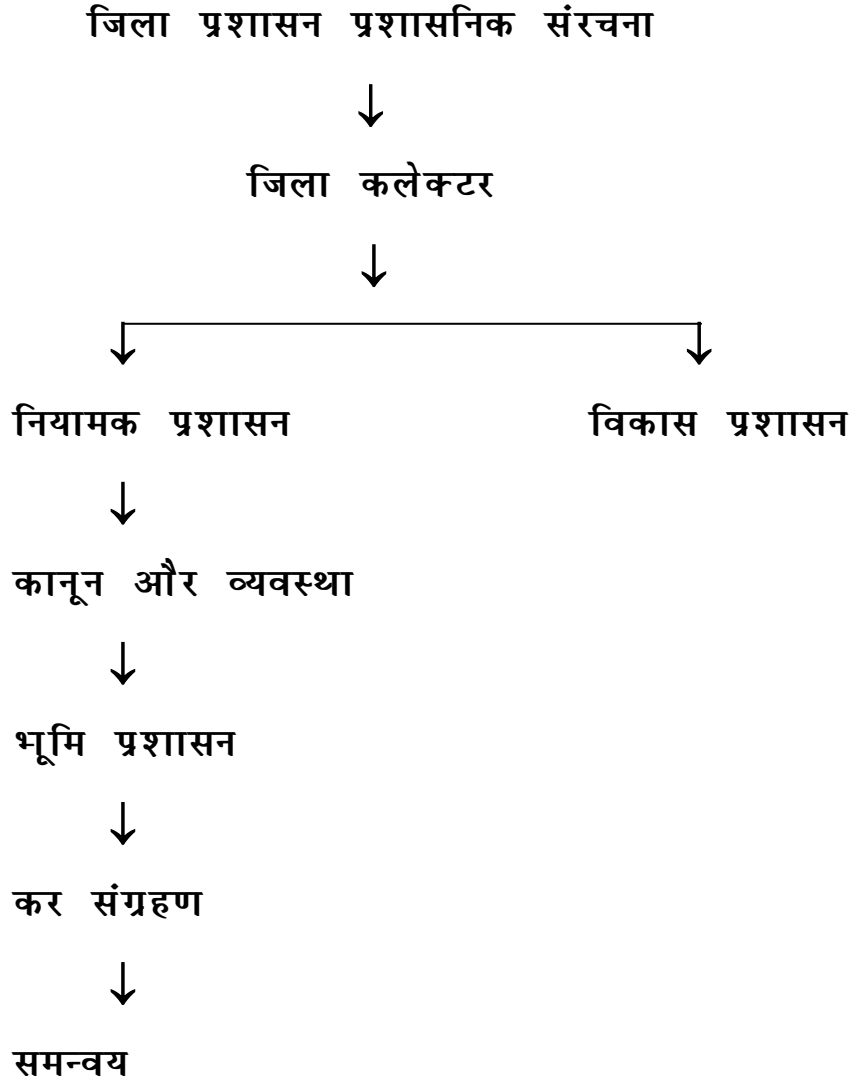 जिला प्रशासन प्रशासनिक संरचना
जिला कलेक्टर
नियामक प्रशासन विकास प्रशासन
कानून और व्यवस्था
भूमि प्रशासन
कर संग्रहण
समन्वय